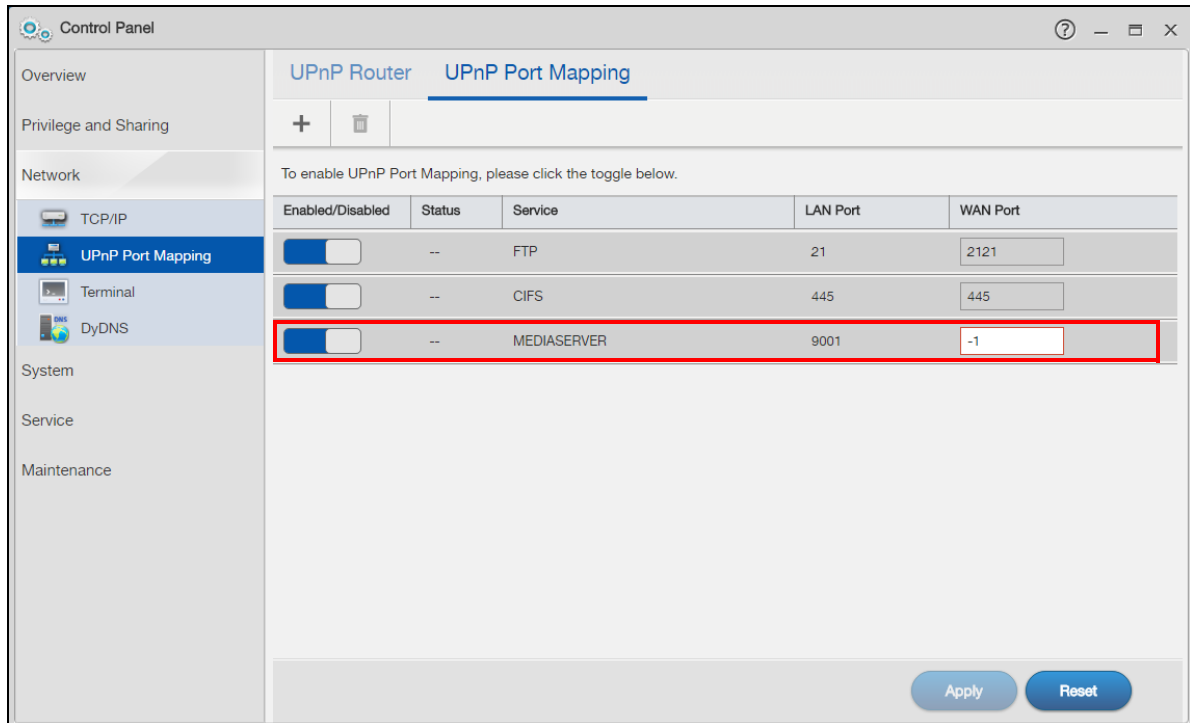 Control Panel
Overview
Privilege and Sharing
Network
TCP/IP
UPnP Port Mapping
Terminal
DNS
DyDNS
System
Service
Maintenance
UPnP Router UPnP Port Mapping
To enable UPnP Port Mapping, please click the toggle below.
Enabled/Disabled Status Service LAN Port WAN Port
-- FTP 21 2121
-- CIFS 445 445
-- MEDIASERVER 9001 -1
Apply Reset